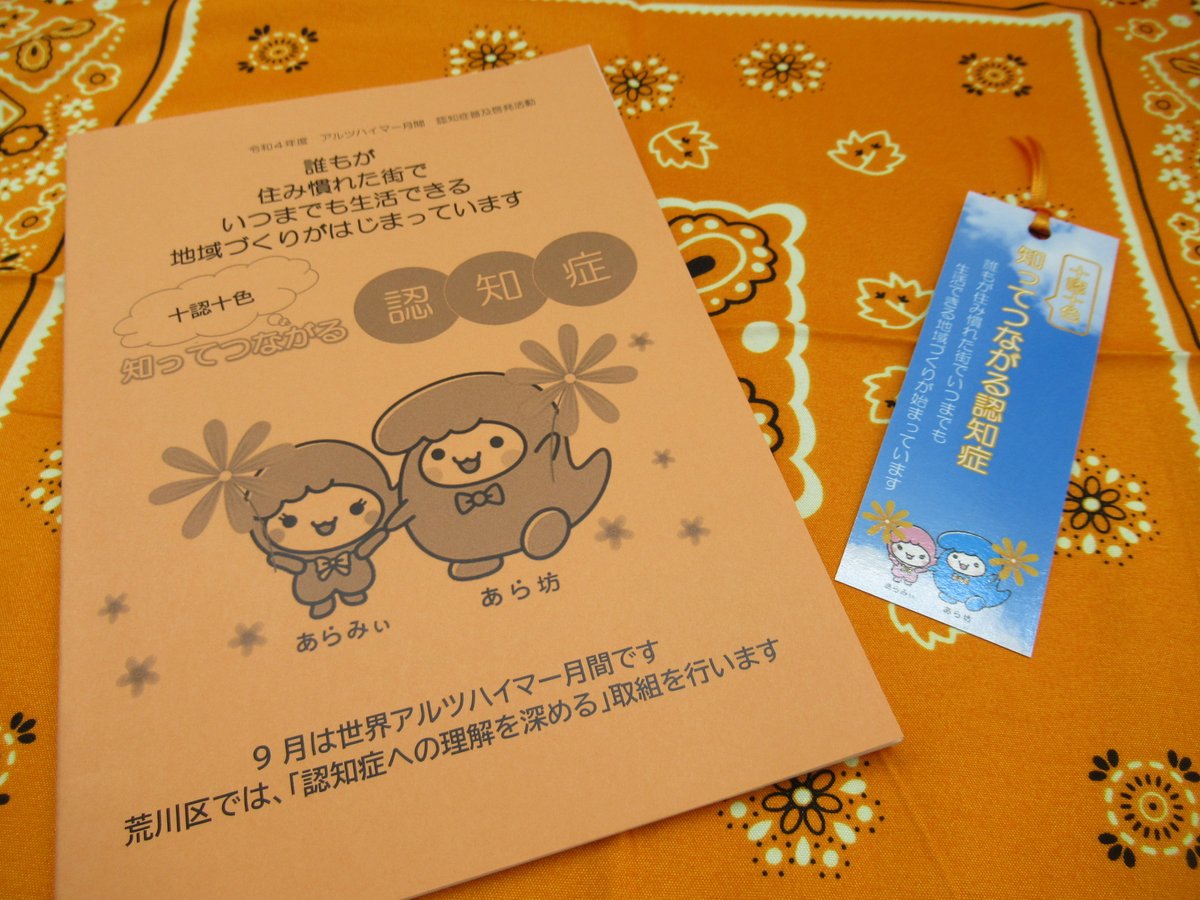 令和4年度 アルツハイマー月間 認知症普及啓発活動
誰もが
住み慣れた街で
いつまでも生活できる
地域づくりがはじまっています
十認十色
知ってつながる
認知症
あらみぃ
あら坊
9月は世界アルツハイマー月間です
荒川区では、「認知症への理解を深める」取組を行います
十認十色
知ってつながる認知症
誰もが住み慣れた街でいつまでも
生活できる地域づくりが始まっています
あらみぃ
あら坊